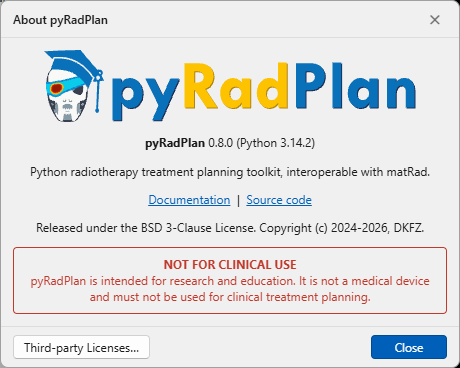 About pyRadPlan
pyRadPlan
pyRadPlan 0.8.0 (Python 3.14.2)
Python radiotherapy treatment planning toolkit, interoperable with matRad.
Documentation | Source code
Released under the BSD 3-Clause License. Copyright (c) 2024-2026, DKFZ.
NOT FOR CLINICAL USE
pyRadPlan is intended for research and education. It is not a medical device
and must not be used for clinical treatment planning.
Third-party Licenses... Close